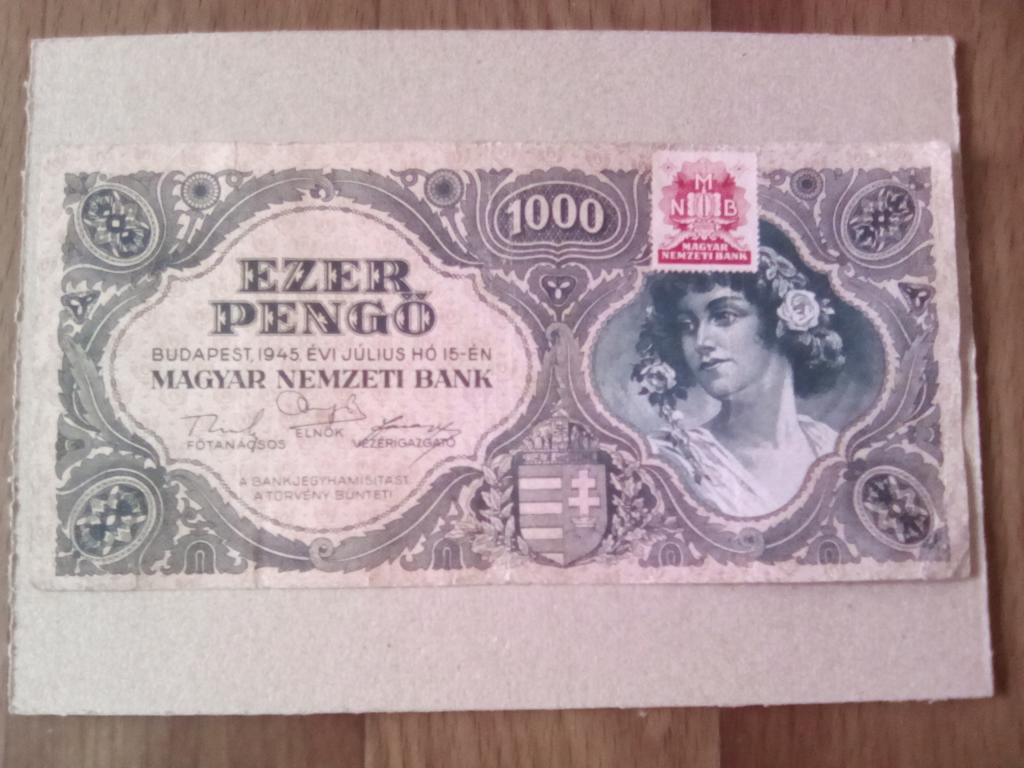 1000
M
N B
MAGYAR
NEMZETI BANK
EZER
PENGŐ
BUDAPEST, 1945. ÉVI JÚLIUS HÓ 15-ÉN
MAGYAR NEMZETI BANK
FŐTANÁCSOS ELNÖK VEZÉRIGAZGATÓ
A BANKJEGYHAMISÍTÁST
A TÖRVÉNY BÜNTETI